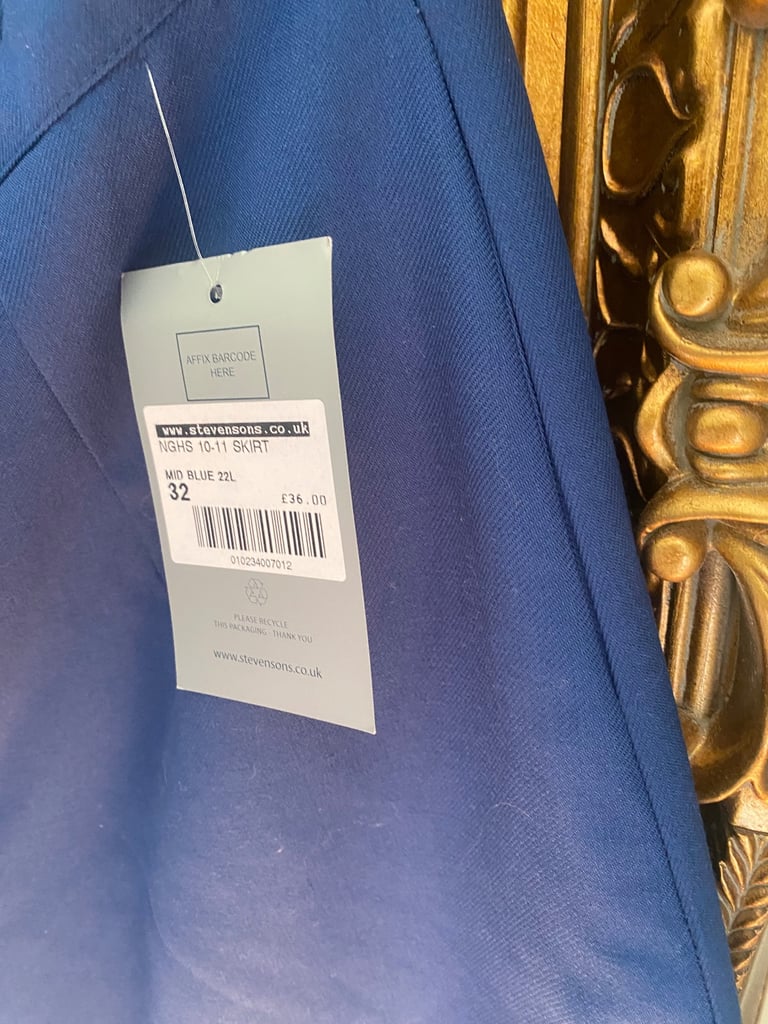 AFFIX BARCODE
HERE
www.stevensons.co.uk
NGHS 10-11 SKIRT
MID BLUE 22L
32
£36.00
010234007012
PLEASE RECYCLE
THIS PACKAGING - THANK YOU
www.stevensons.co.uk